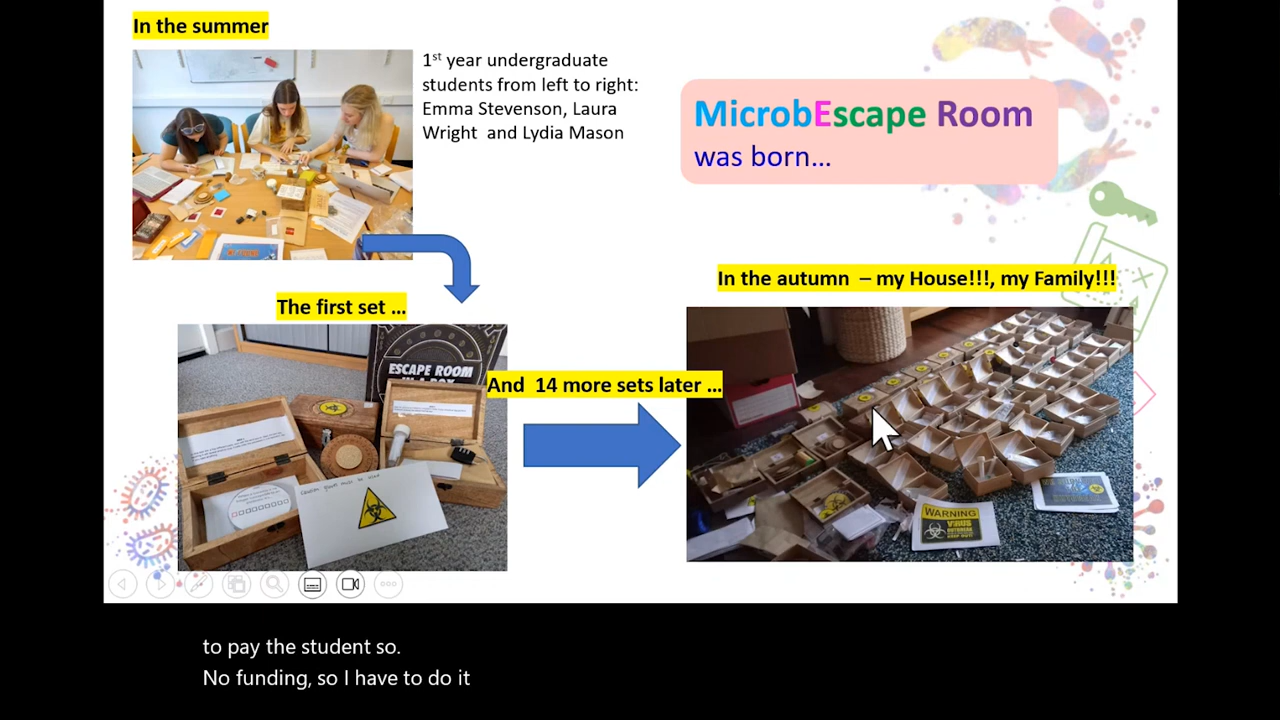 In the summer
1st year undergraduate
students from left to right:
Emma Stevenson, Laura
Wright and Lydia Mason
MicrobEscape Room
was born...
In the autumn – my House!!!, my Family!!!
The first set ...
ESCAPE ROOM
And 14 more sets later ...
WARNING
VIRUS
to pay the student so.
No funding, so I have to do it